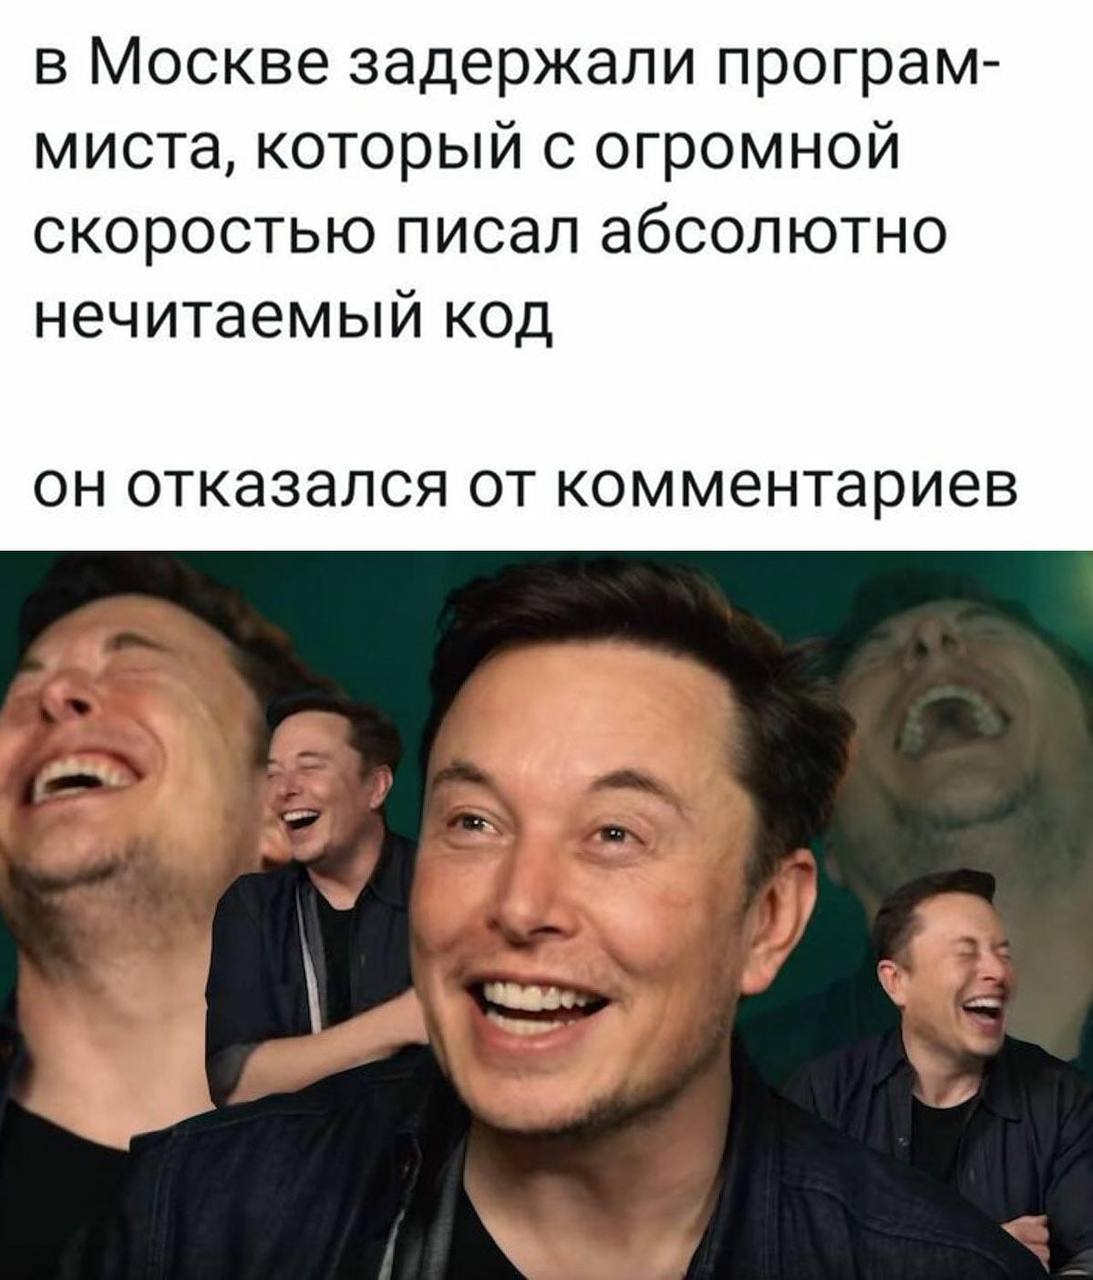 в Москве задержали програм-
миста, который с огромной
скоростью писал абсолютно
нечитаемый код
он отказался от комментариев